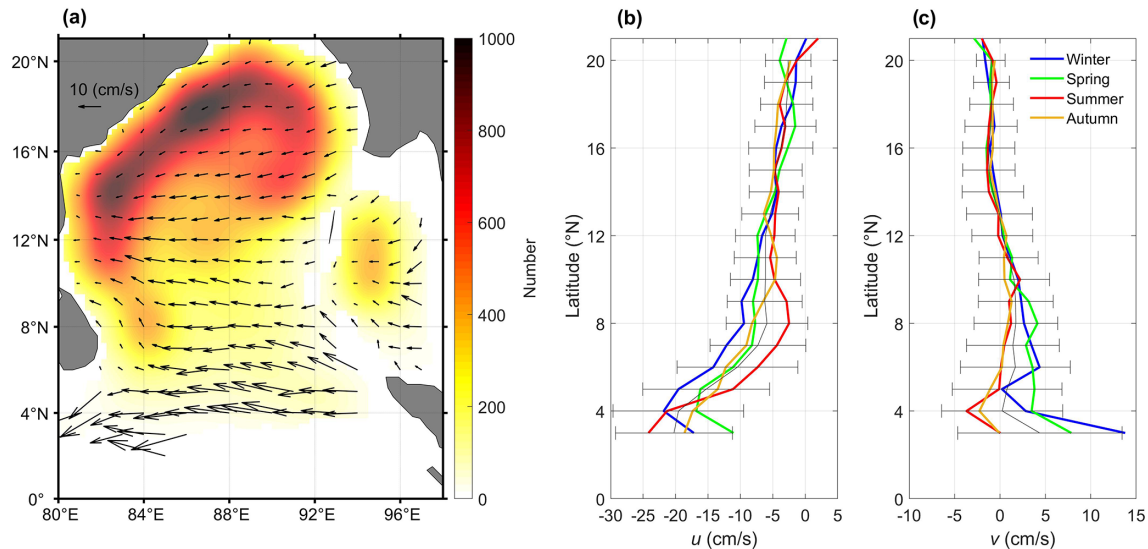 (a)
10 (cm/s)
20°N
16°N
12°N
8°N
4°N
0°
80°E
84°E
88°E
92°E
96°E
1000
800
600
400
200
0
Number
(b)
Latitude (°N)
20
16
12
8
4
0
-30
-25
-20
-15
-10
-5
0
5
u (cm/s)
(c)
Winter
Spring
Summer
Autumn
Latitude (°N)
20
16
12
8
4
0
-10
-5
0
5
10
15
v (cm/s)